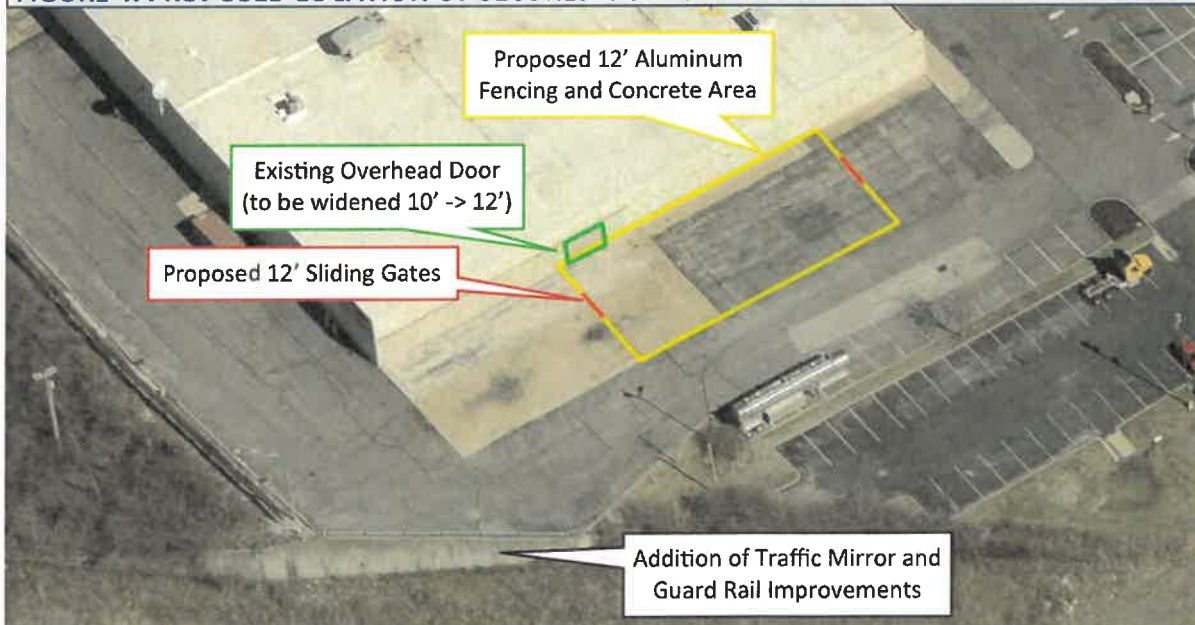 Proposed 12’ Aluminum
Fencing and Concrete Area
Existing Overhead Door
(to be widened 10’ -> 12’)
Proposed 12’ Sliding Gates
Addition of Traffic Mirror and
Guard Rail Improvements